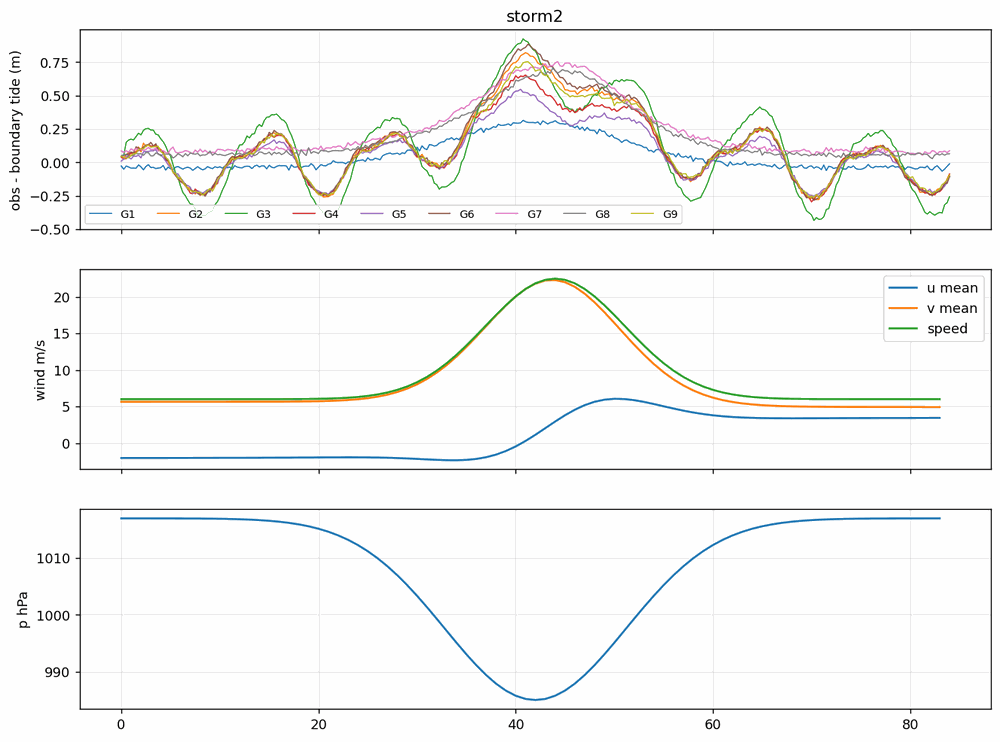 storm2
obs - boundary tide (m)
0.75
0.50
0.25
0.00
−0.25
−0.50
G1 G2 G3 G4 G5 G6 G7 G8 G9
wind m/s
20
15
10
5
0
u mean
v mean
speed
p hPa
1010
1000
990
0 20 40 60 80